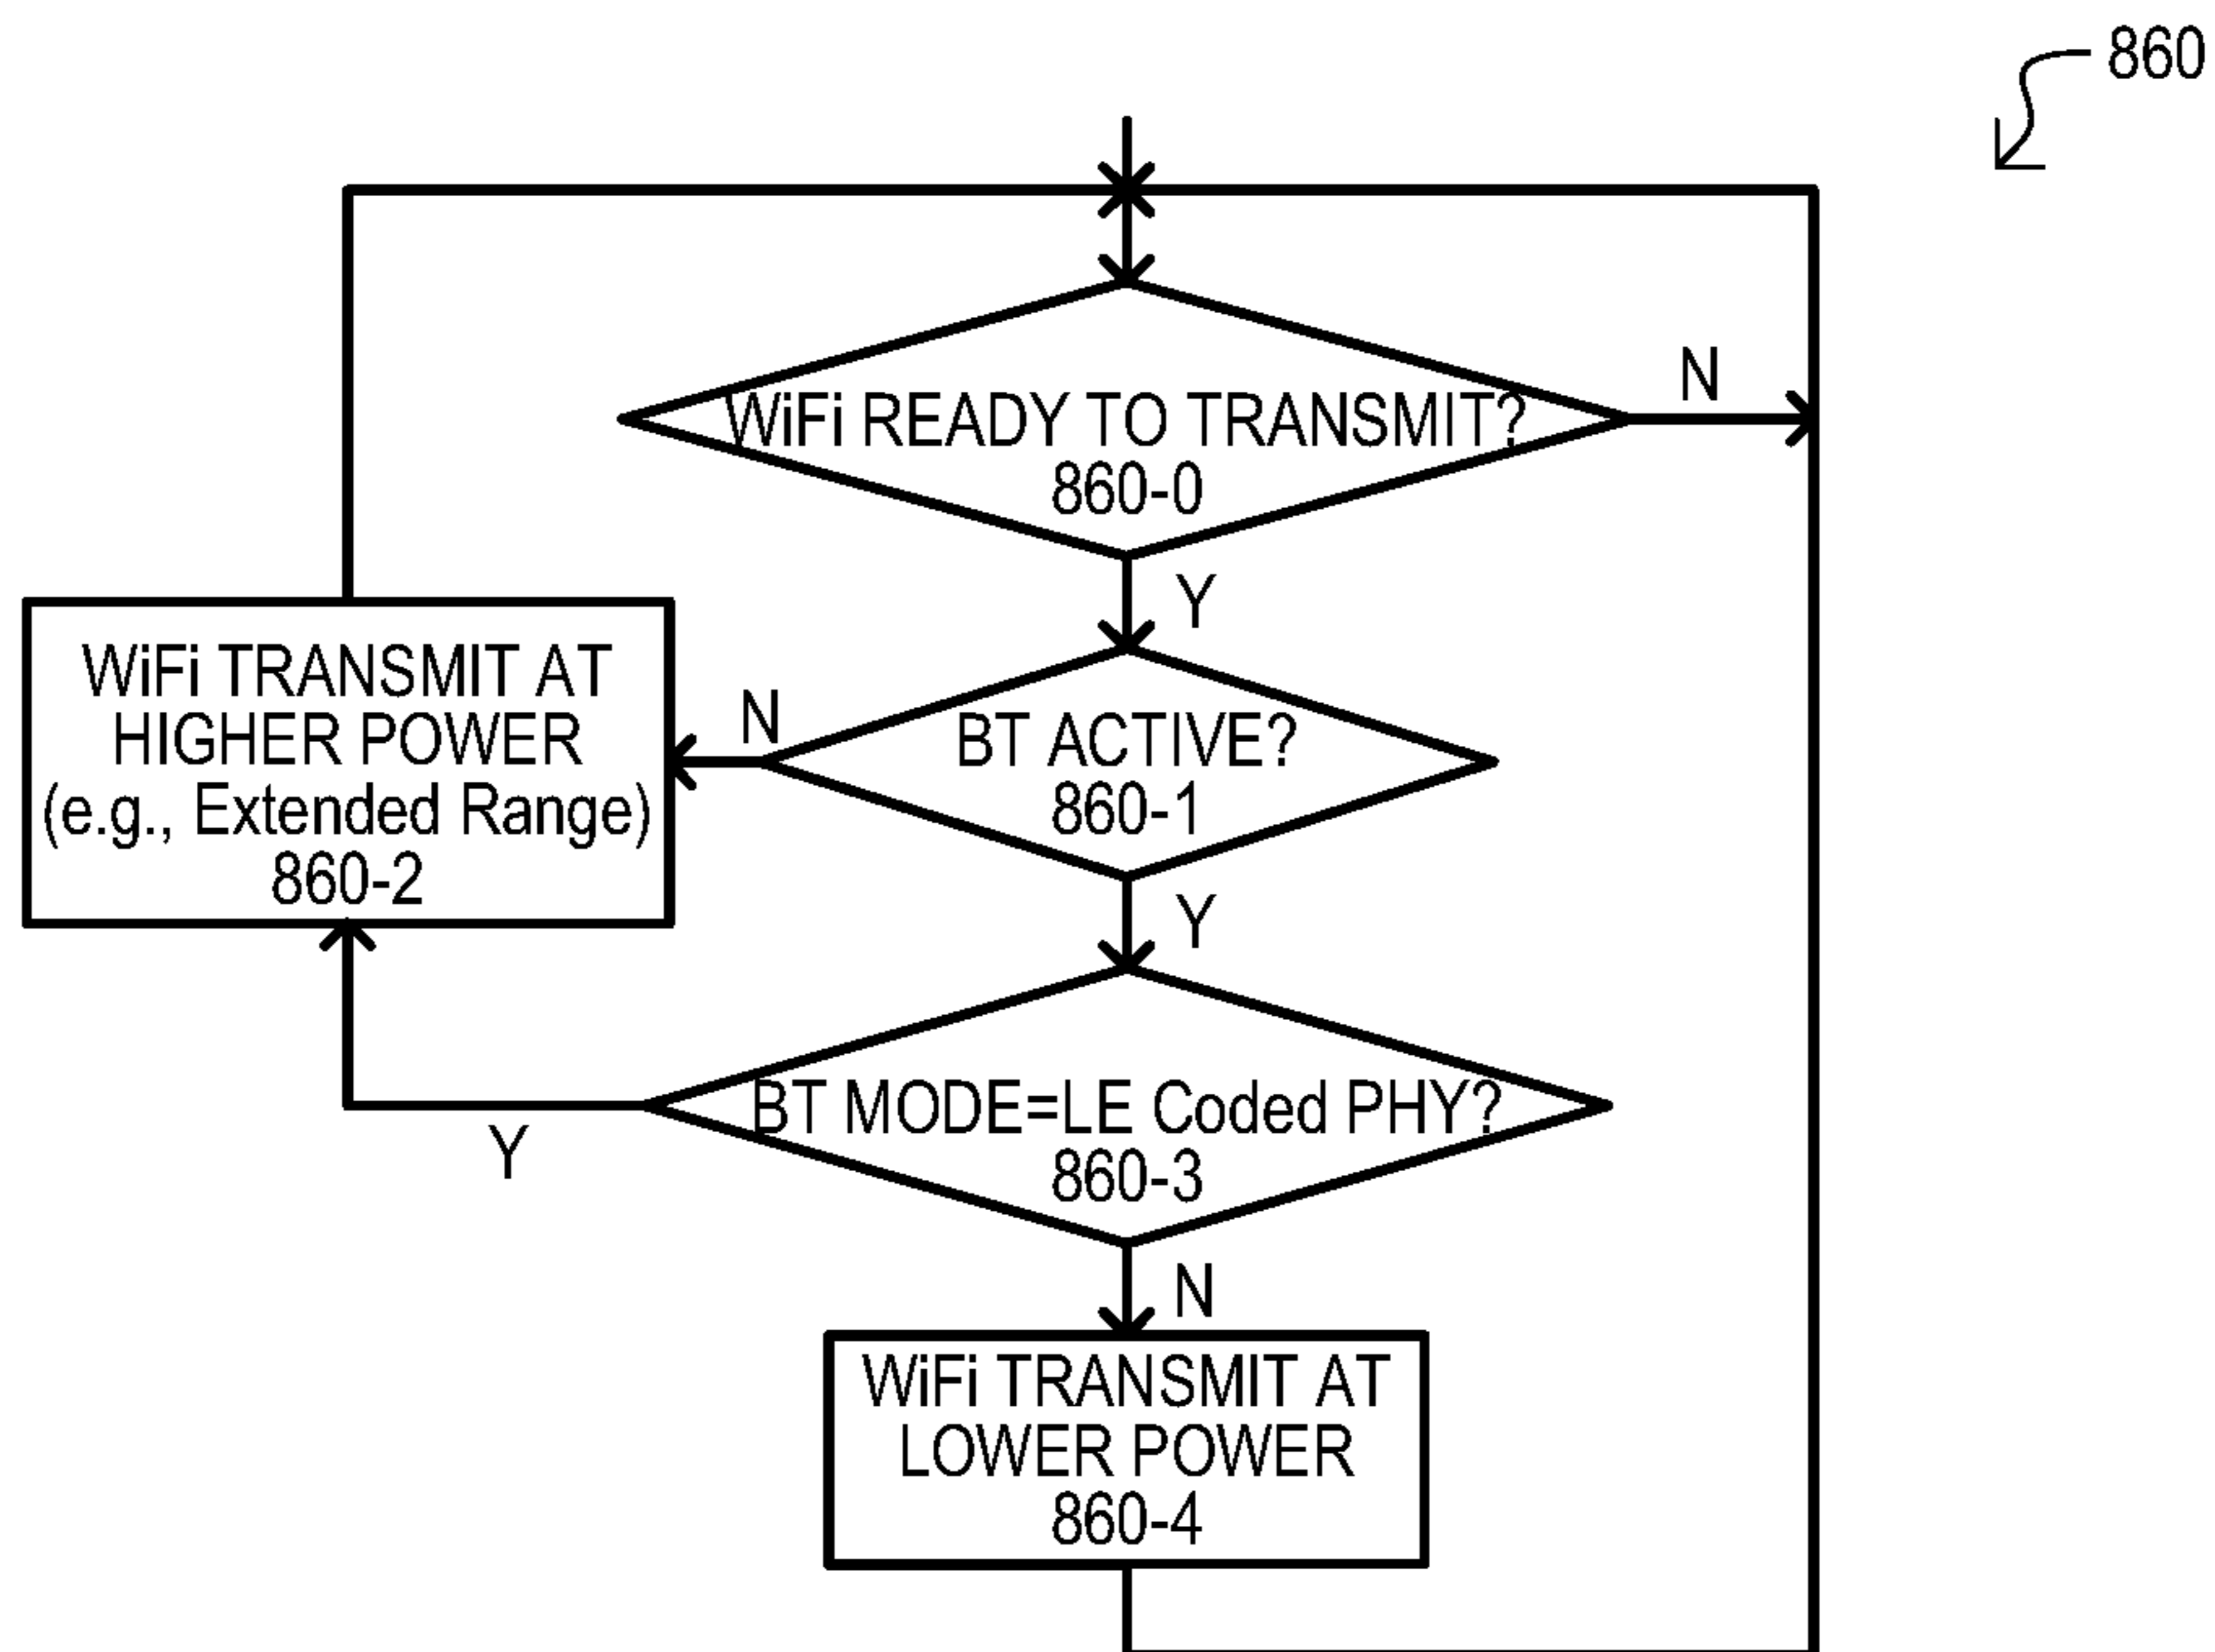 860
WiFi READY TO TRANSMIT?
860-0
N
Y
WiFi TRANSMIT AT
HIGHER POWER
(e.g., Extended Range)
860-2
N
BT ACTIVE?
860-1
Y
BT MODE=LE Coded PHY?
860-3
Y
N
WiFi TRANSMIT AT
LOWER POWER
860-4